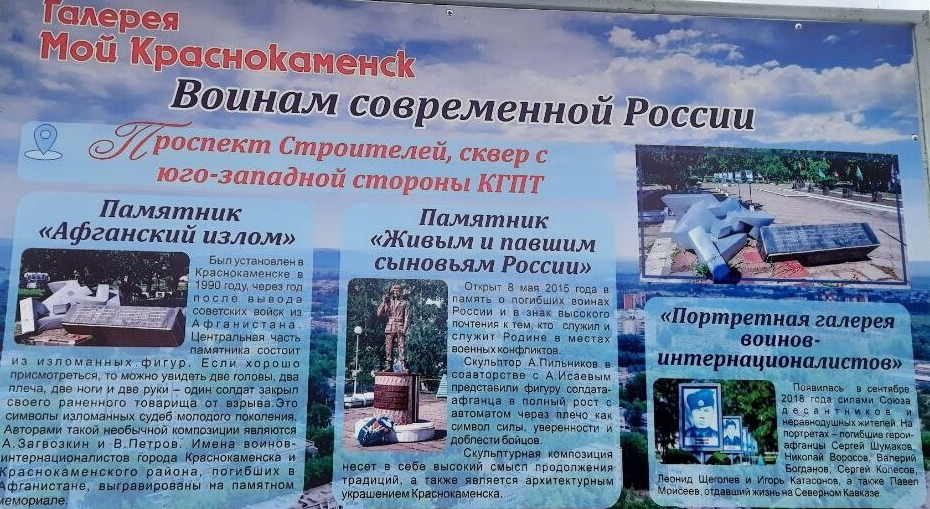 Галерея
Мой Краснокаменск
Воинам современной России
Проспект Строителей, сквер с
юго-западной стороны КГПТ
Памятник
«Афганский излом»
Был установлен в
Краснокаменске в
1990 году, через год
после вывода
советских войск из
Афганистана.
Центральная часть
памятника состоит
из изломанных фигур. Если хорошо
присмотреться, то можно увидеть две головы, два
плеча, две ноги и две руки – один солдат закрыл
своего раненного товарища от взрыва.Это
символы изломанных судеб молодого поколения.
Авторами такой необычной композиции являются
А.Загвозкин и В.Петров. Имена воинов-
интернационалистов города Краснокаменска и
Краснокаменского района, погибших в
Афганистане, выгравированы на памятном
мемориале.
Памятник
«Живым и павшим
сыновьям России»
Открыт 8 мая 2015 года в
память о погибших воинах
России и в знак высокого
почтения к тем, кто служил и
служит Родине в местах
военных конфликтов.
Скульптор А.Пильников в
соавторстве с А.Исаевым
представили фигуру солдата-
афганца в полный рост с
автоматом через плечо как
символ силы, уверенности и
доблести бойцов.
Скульптурная композиция
несет в себе высокий смысл продолжения
традиций, а также является архитектурным
украшением Краснокаменска.
«Портретная галерея
воинов-
интернационалистов»
Появилась в сентябре
2018 года силами Союза
десантников и
неравнодушных жителей. На
портретах – погибшие герои-
афганцы Сергей Шумаков,
Николай Воросов, Валерий
Богданов, Сергей Колесов,
Леонид Щеголев и Игорь Катасонов, а также Павел
Моисеев, отдавший жизнь на Северном Кавказе.